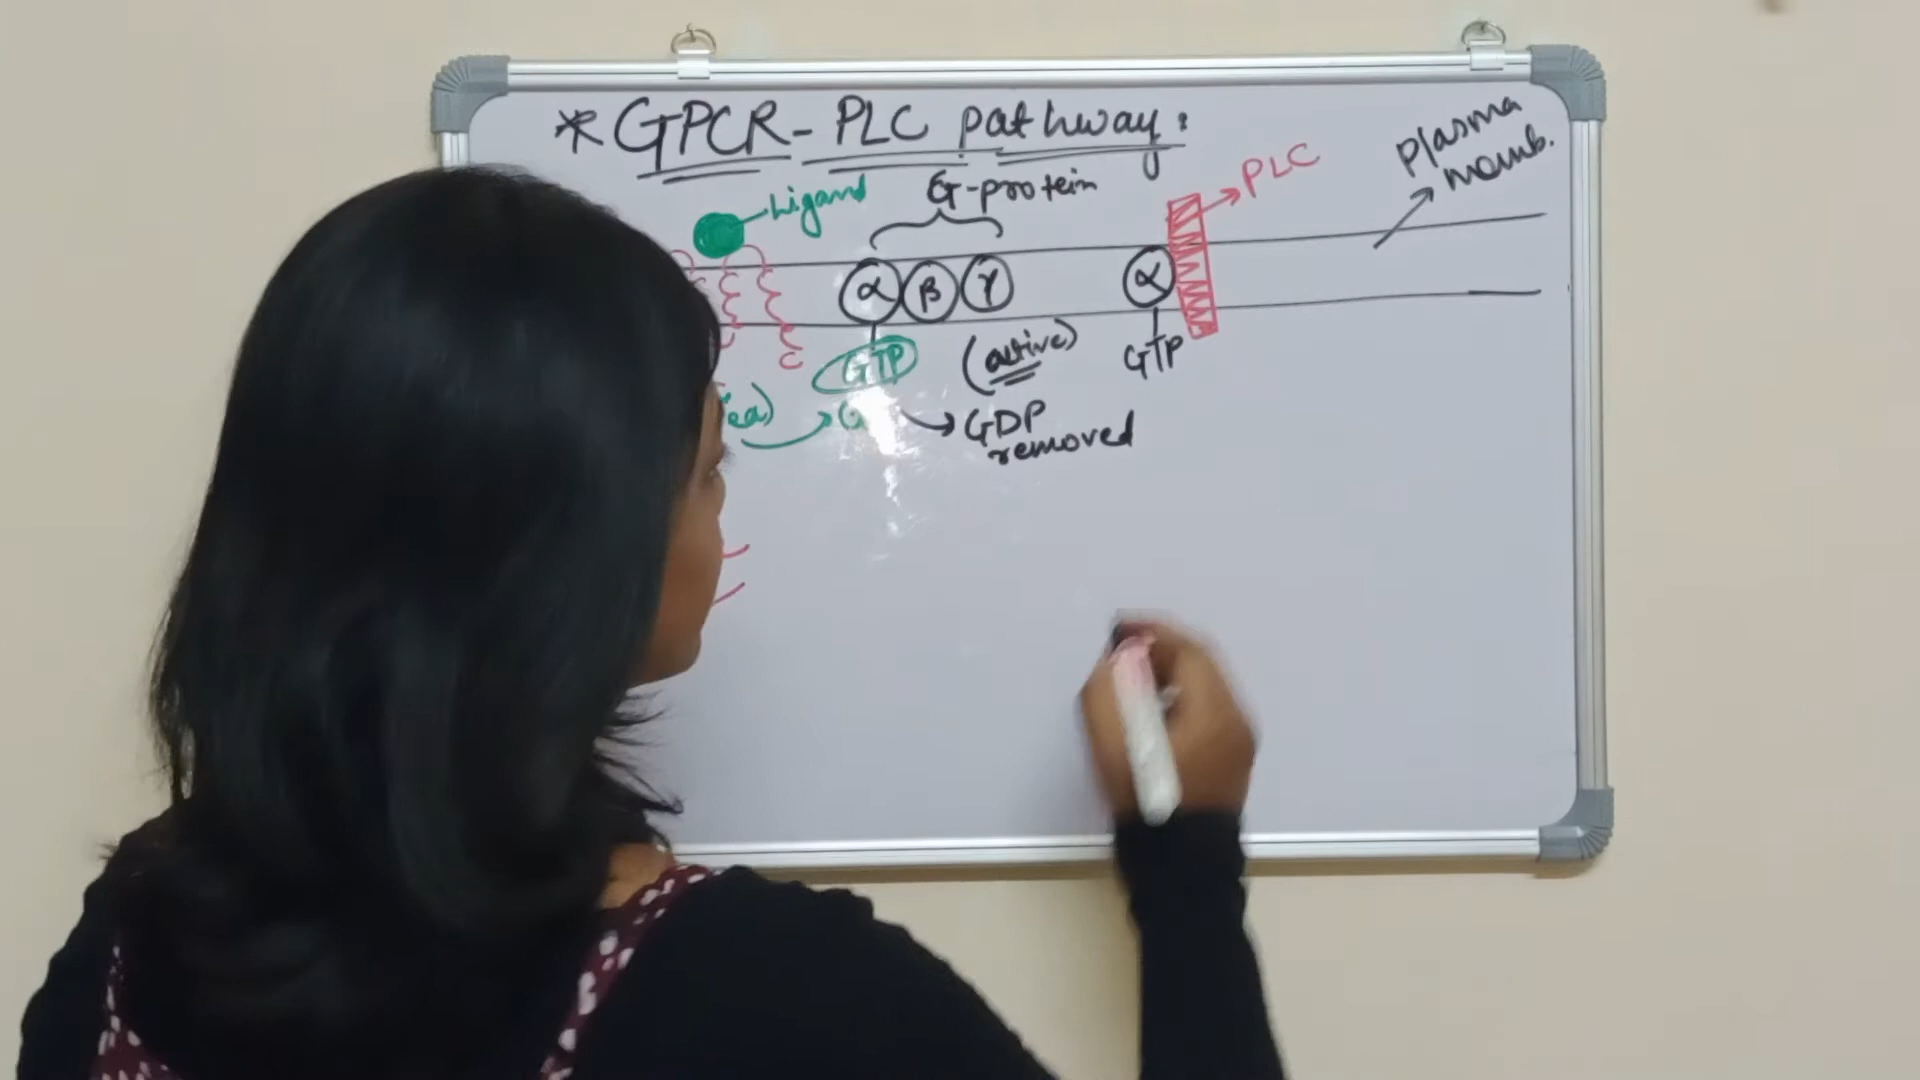 * GPCR - PLC pathway:
Ligand
G-protein
PLC
Plasma
memb.
α β γ
α
GTP
(active)
GTP
GDP
removed